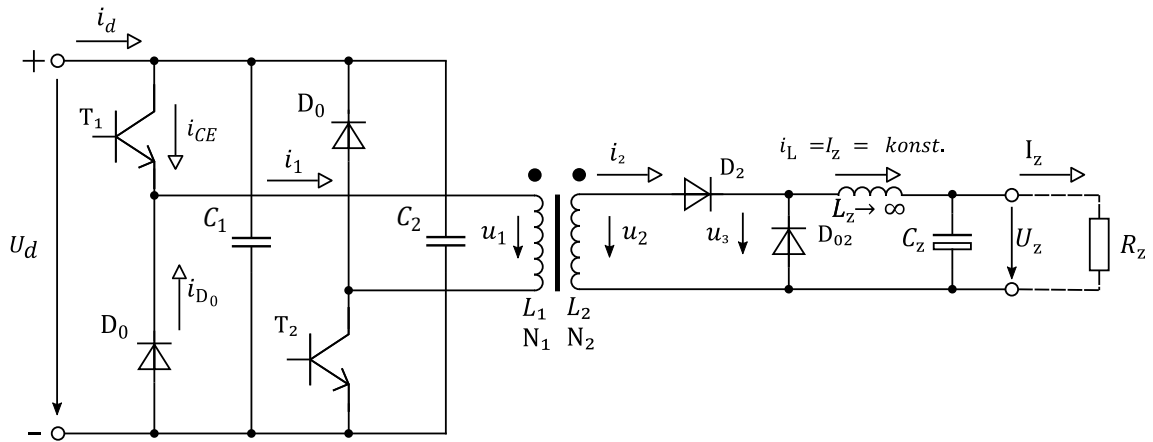 i_d
+
T₁
i_CE
D₀
i₁
C₁
C₂
U_d
i_D₀
D₀
T₂
-
u₁
L₁
N₁
L₂
N₂
u₂
i₂
D₂
u₃
D₀₂
i_L =I_z = konst.
L_z→ ∞
C_z
I_z
U_z
R_z